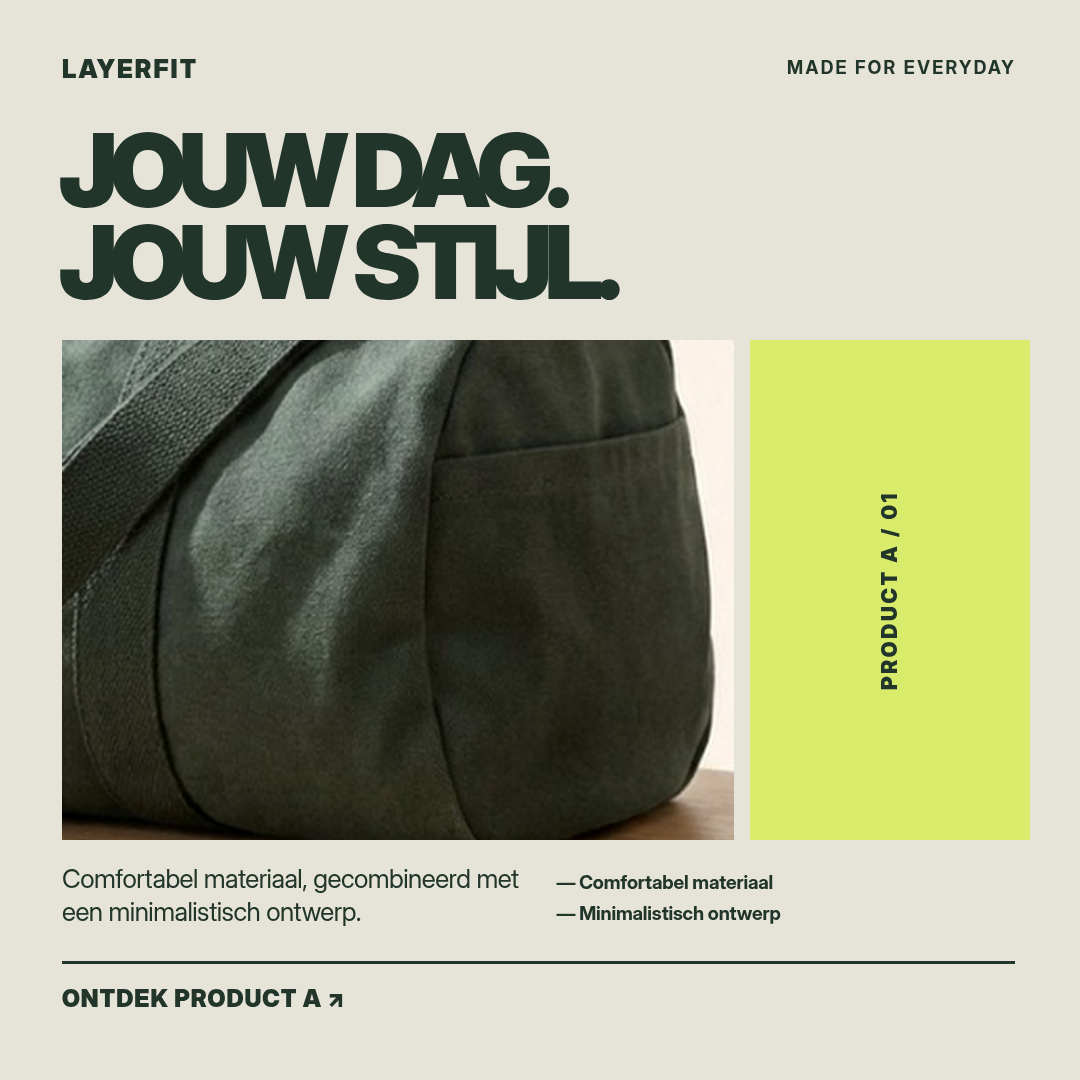 LAYERFIT
MADE FOR EVERYDAY
JOUW DAG.
JOUW STIJL.
PRODUCT A / 01
Comfortabel materiaal, gecombineerd met
een minimalistisch ontwerp.
— Comfortabel materiaal
— Minimalistisch ontwerp
ONTDEK PRODUCT A ↗